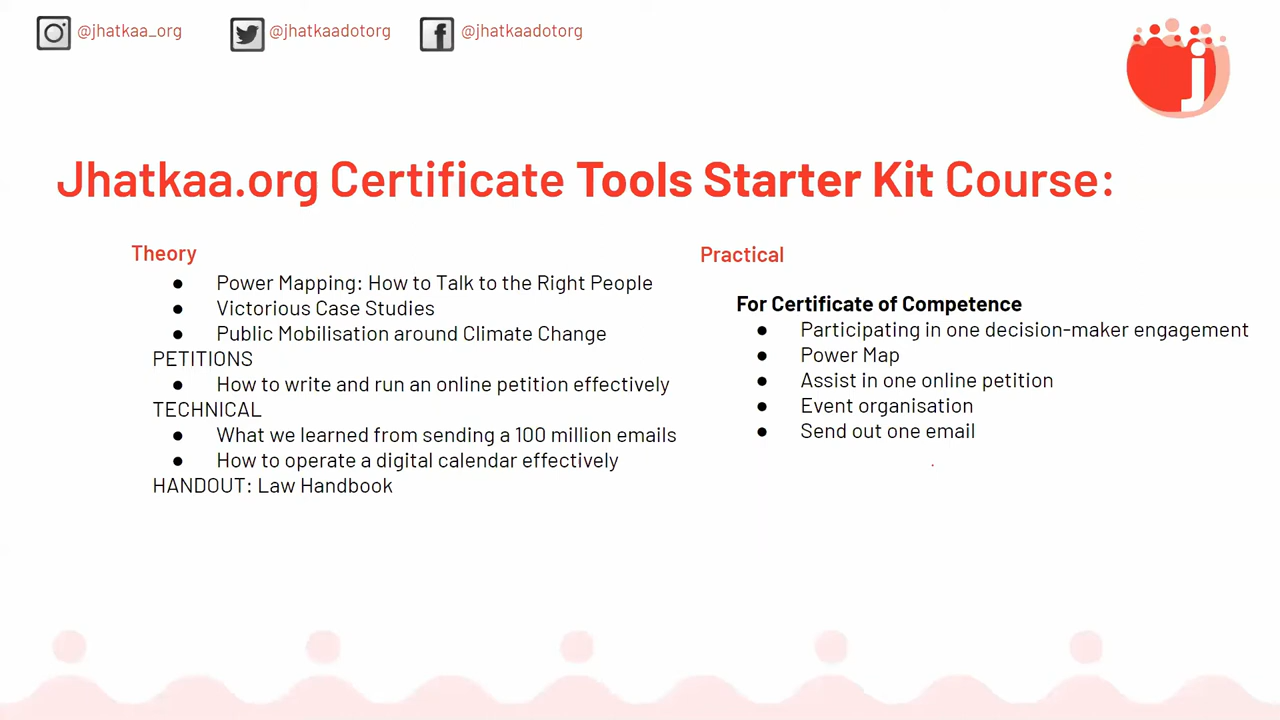 @jhatkaa_org
@jhatkaadotorg
@jhatkaadotorg
j
Jhatkaa.org Certificate Tools Starter Kit Course:
Theory
● Power Mapping: How to Talk to the Right People
● Victorious Case Studies
● Public Mobilisation around Climate Change
PETITIONS
● How to write and run an online petition effectively
TECHNICAL
● What we learned from sending a 100 million emails
● How to operate a digital calendar effectively
HANDOUT: Law Handbook
Practical
For Certificate of Competence
● Participating in one decision-maker engagement
● Power Map
● Assist in one online petition
● Event organisation
● Send out one email